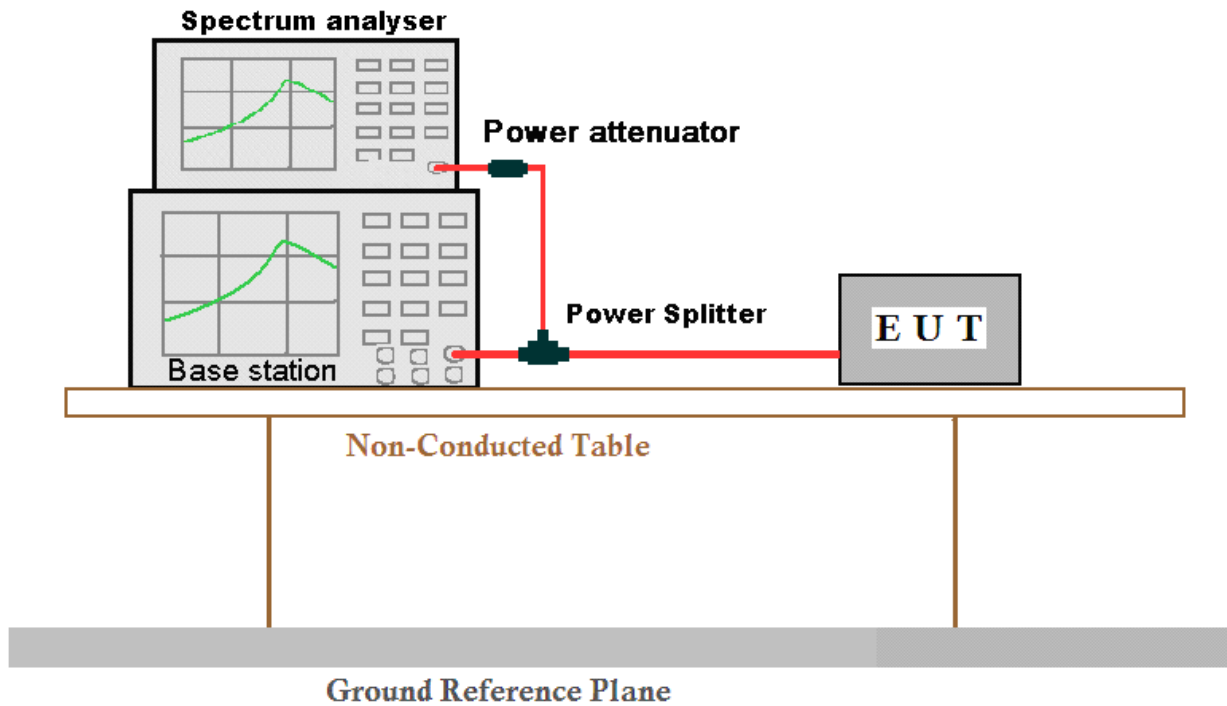 Spectrum analyser
Power attenuator
Power Splitter
E U T
Base station
Non-Conducted Table
Ground Reference Plane